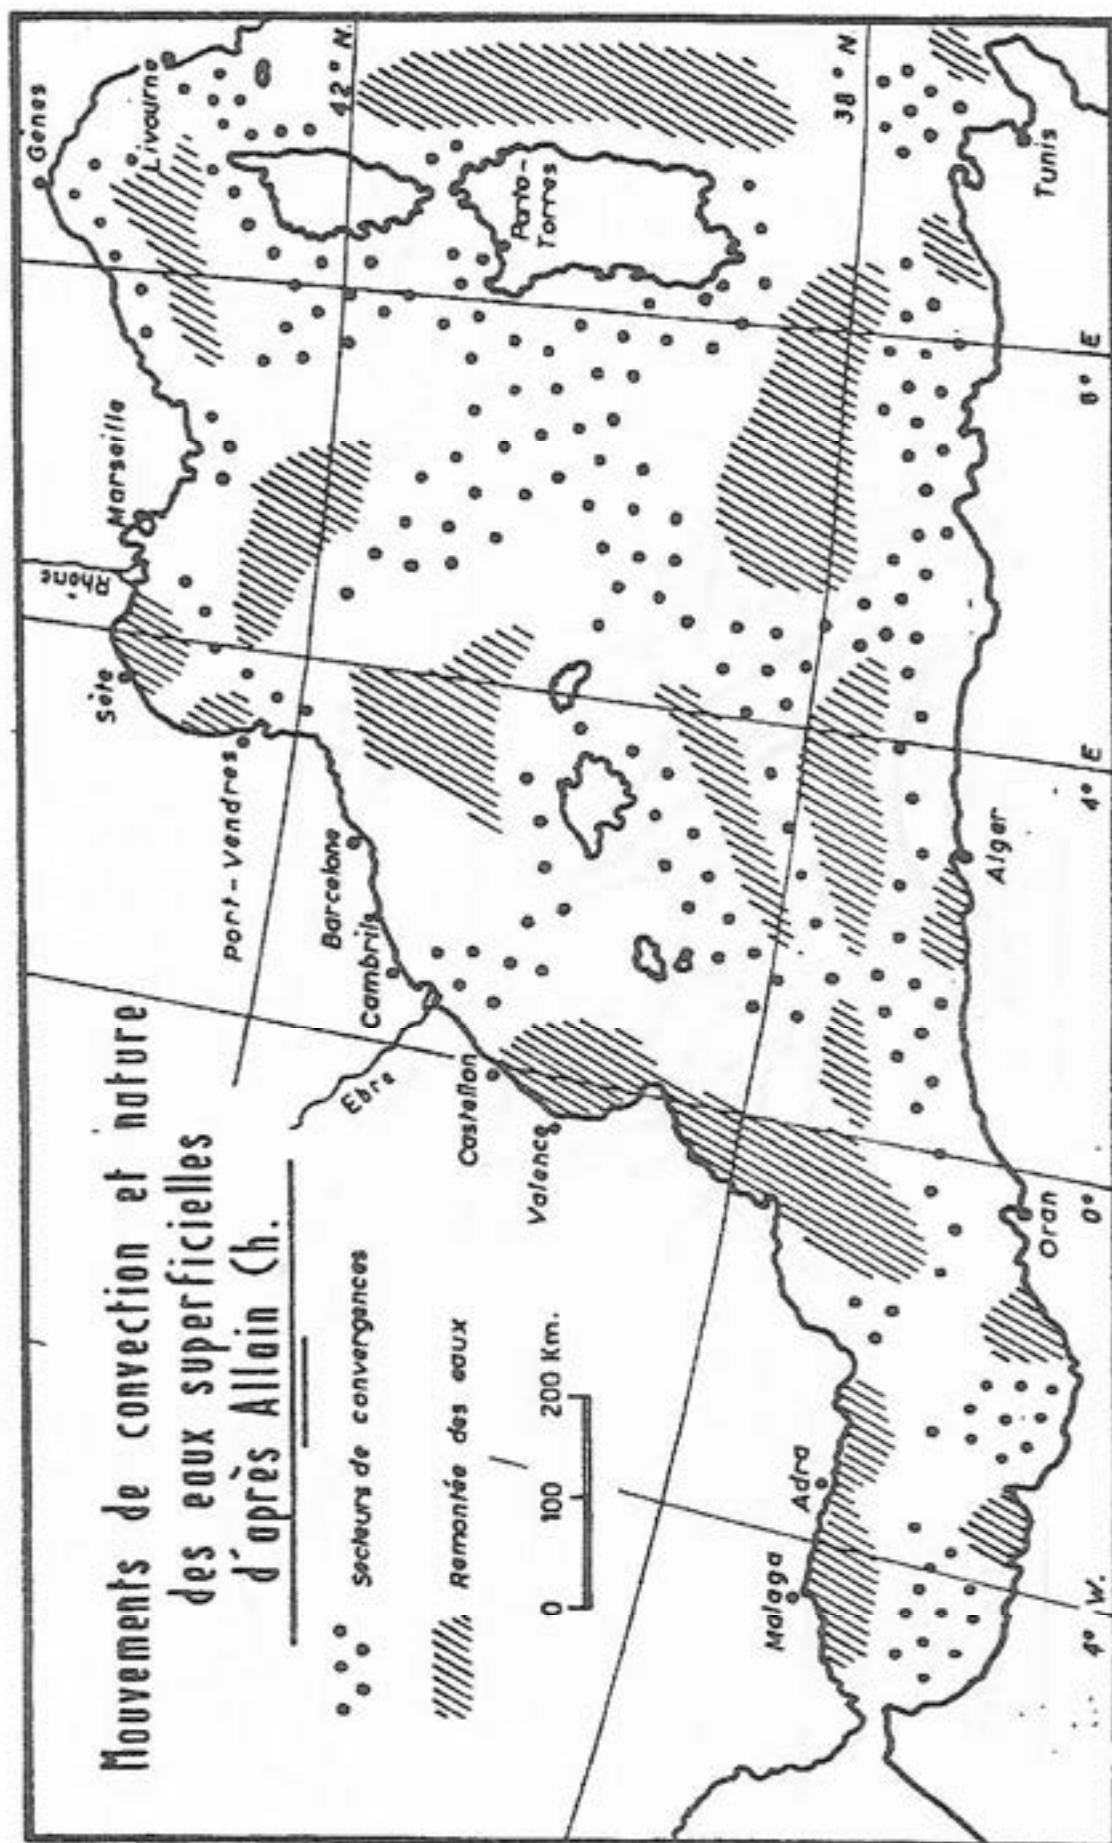 Mouvements de convection et nature
des eaux superficielles
d'après Allain Ch.
Secteurs de convergences
Remontée des eaux
0 100 200 Km.
Gênes
Livourne
Marseille
Rhône
Sète
Port-Vendres
Barcelone
Cambrils
Ebre
Castellon
Valence
Adra
Malaga
Porto-
Torres
Tunis
Alger
Oran
42° N.
38° N
8° E
4° E
0°
4° W.